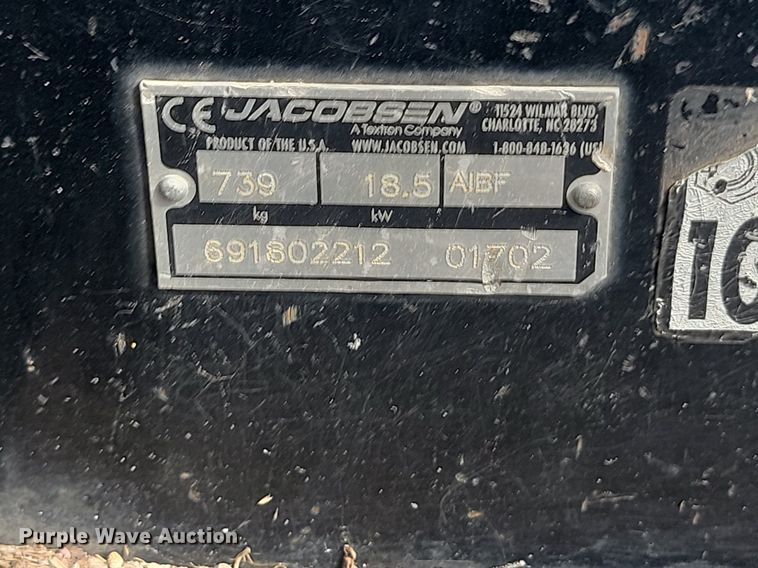 CE JACOBSEN®
A Textron Company
11524 WILMAR BLVD.
CHARLOTTE, NC 28273
PRODUCT OF THE U.S.A. WWW.JACOBSEN.COM 1-800-848-1636 (US)
739 18.5 AIBF
kg kW
691802212 01702
10
Purple Wave Auction